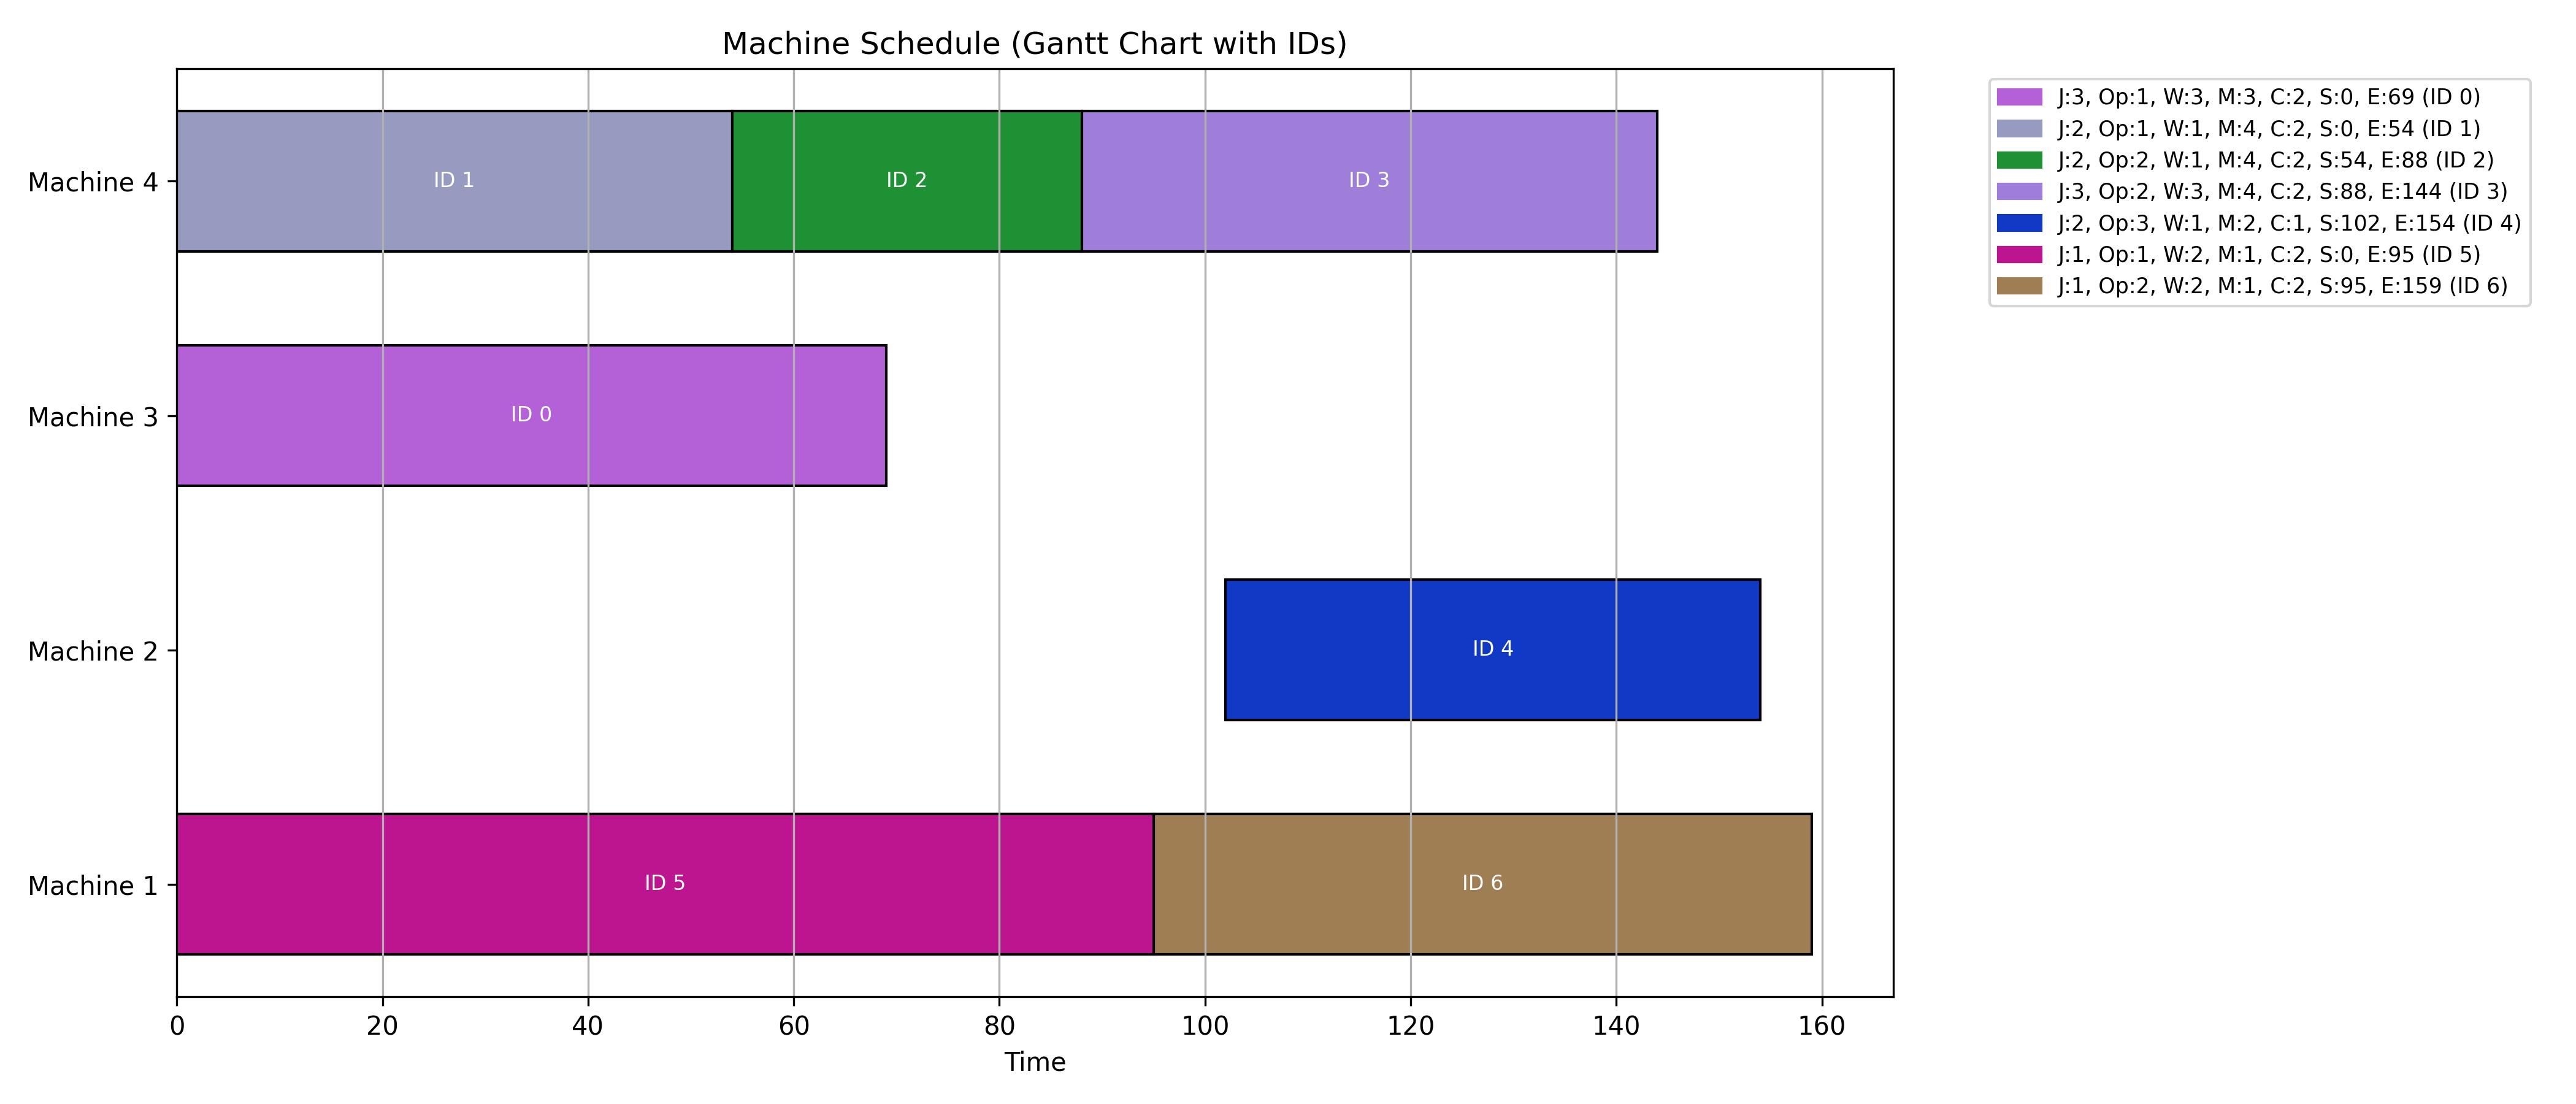 Machine Schedule (Gantt Chart with IDs)
Machine 4
ID 1
ID 2
ID 3
Machine 3
ID 0
Machine 2
ID 4
Machine 1
ID 5
ID 6
0 20 40 60 80 100 120 140 160
Time
J:3, Op:1, W:3, M:3, C:2, S:0, E:69 (ID 0)
J:2, Op:1, W:1, M:4, C:2, S:0, E:54 (ID 1)
J:2, Op:2, W:1, M:4, C:2, S:54, E:88 (ID 2)
J:3, Op:2, W:3, M:4, C:2, S:88, E:144 (ID 3)
J:2, Op:3, W:1, M:2, C:1, S:102, E:154 (ID 4)
J:1, Op:1, W:2, M:1, C:2, S:0, E:95 (ID 5)
J:1, Op:2, W:2, M:1, C:2, S:95, E:159 (ID 6)